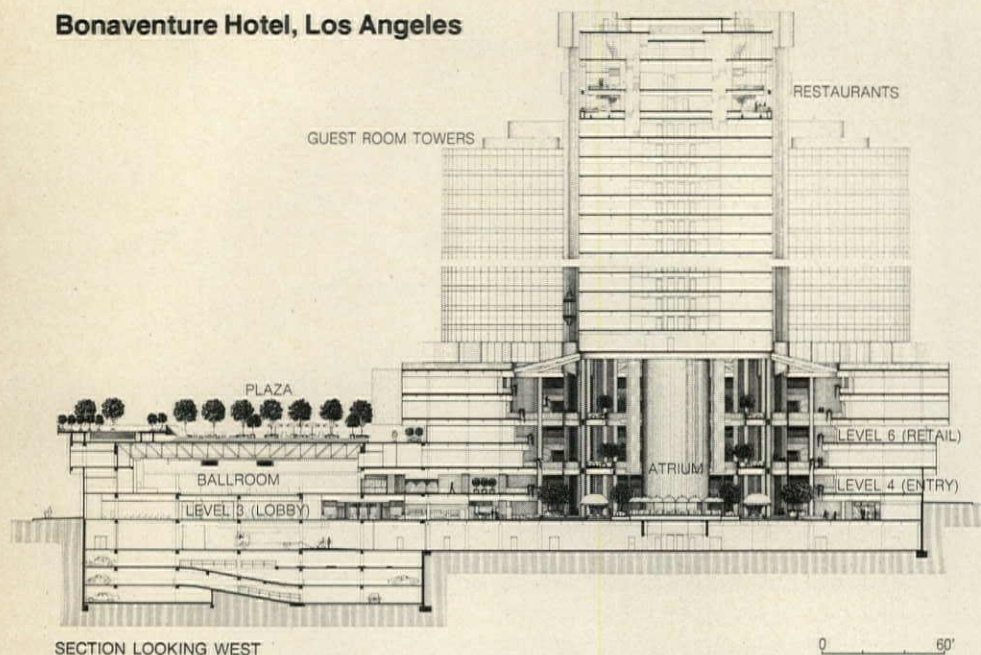 Bonaventure Hotel, Los Angeles
RESTAURANTS
GUEST ROOM TOWERS
PLAZA
LEVEL 6 (RETAIL)
ATRIUM
BALLROOM
LEVEL 4 (ENTRY)
LEVEL 3 (LOBBY)
SECTION LOOKING WEST
0 60'